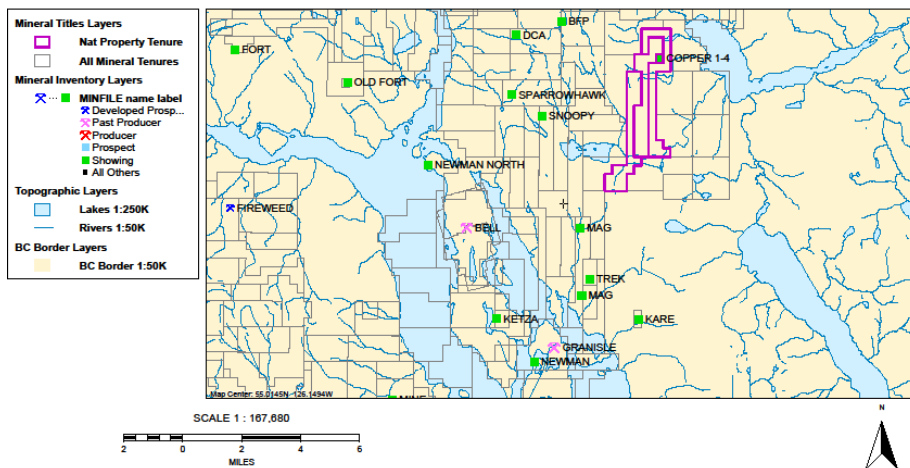 Mineral Titles Layers
Nat Property Tenure
All Mineral Tenures
Mineral Inventory Layers
MINFILE name label
Developed Prosp...
Past Producer
Producer
Prospect
Showing
All Others
Topographic Layers
Lakes 1:250K
Rivers 1:50K
BC Border Layers
BC Border 1:50K
BFP
DCA
FORT
COPPER 1-4
OLD FORT
SPARROWHAWK
SNOOPY
NEWMAN NORTH
FIREWEED
BELL
MAG
TREK
MAG
KETZA
KARE
GRANISLE
NEWMAN
Map Center: 55.0145N 126.1494W
SCALE 1 : 167,680
N
2 0 2 4 6
MILES